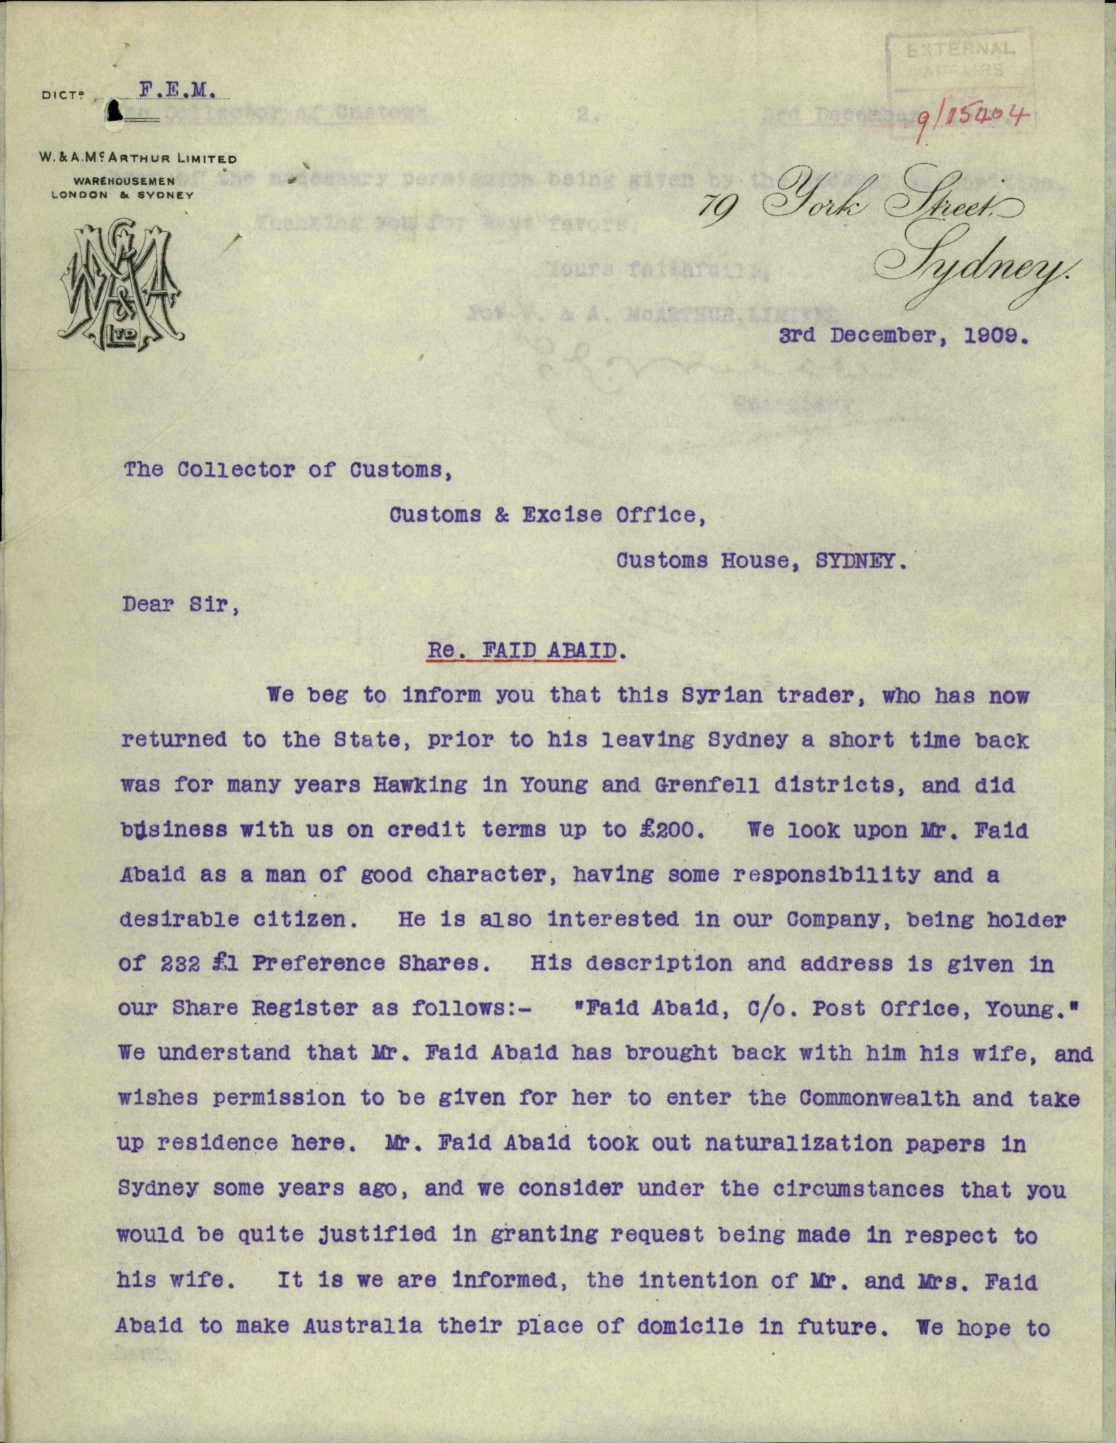 EXTERNAL
AFFAIRS
DICTD F.E.M.
9/15404
W. & A. McARTHUR LIMITED
WAREHOUSEMEN
LONDON & SYDNEY
W & A McA
LTD
79 York Street
Sydney.
3rd December, 1909.
The Collector of Customs,
Customs & Excise Office,
Customs House, SYDNEY.
Dear Sir,
Re. FAID ABAID.
We beg to inform you that this Syrian trader, who has now
returned to the State, prior to his leaving Sydney a short time back
was for many years Hawking in Young and Grenfell districts, and did
business with us on credit terms up to £200. We look upon Mr. Faid
Abaid as a man of good character, having some responsibility and a
desirable citizen. He is also interested in our Company, being holder
of 232 £1 Preference Shares. His description and address is given in
our Share Register as follows:- "Faid Abaid, C/o. Post Office, Young."
We understand that Mr. Faid Abaid has brought back with him his wife, and
wishes permission to be given for her to enter the Commonwealth and take
up residence here. Mr. Faid Abaid took out naturalization papers in
Sydney some years ago, and we consider under the circumstances that you
would be quite justified in granting request being made in respect to
his wife. It is we are informed, the intention of Mr. and Mrs. Faid
Abaid to make Australia their place of domicile in future. We hope to